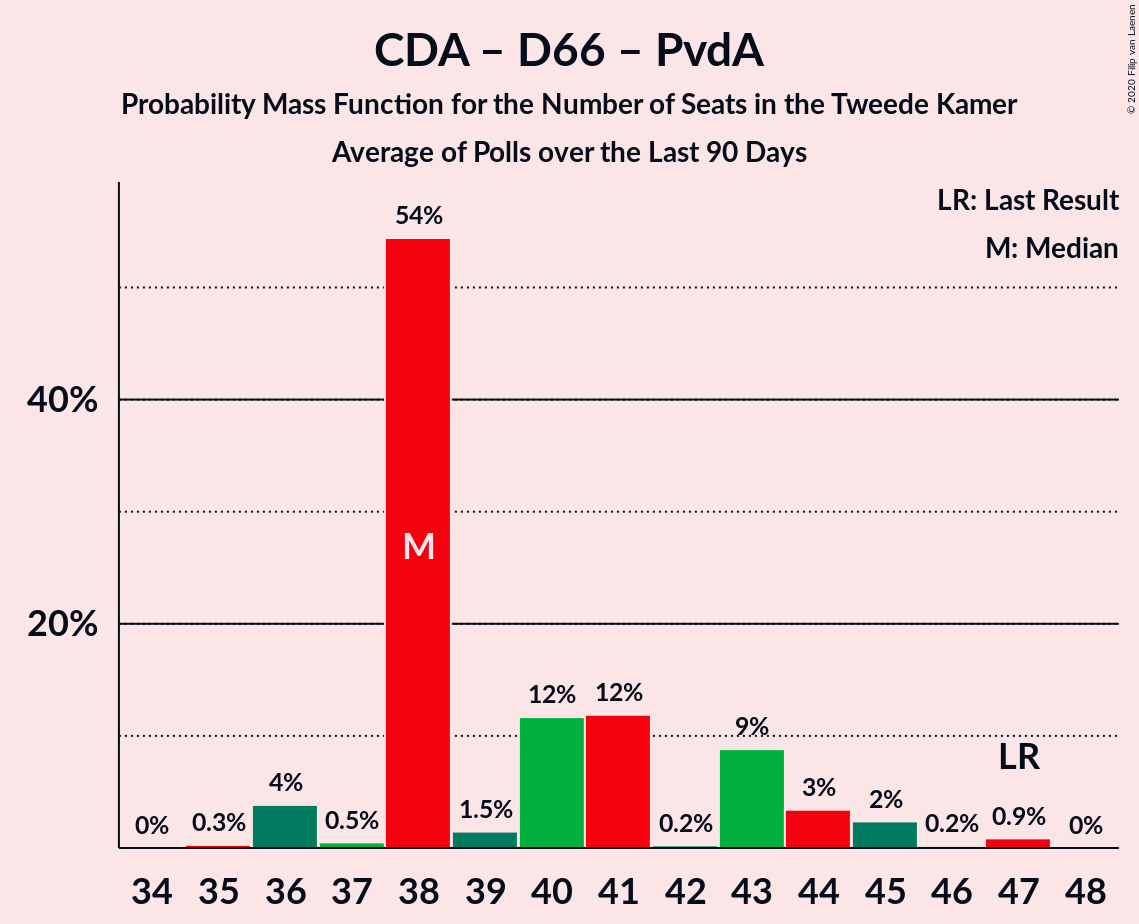 CDA – D66 – PvdA
Probability Mass Function for the Number of Seats in the Tweede Kamer
Average of Polls over the Last 90 Days
© 2020 Filip van Laenen
LR: Last Result
M: Median
40%
20%
0%
0.3%
4%
0.5%
54%
M
1.5%
12%
12%
0.2%
9%
3%
2%
0.2%
0.9%
LR
0%
34 35 36 37 38 39 40 41 42 43 44 45 46 47 48